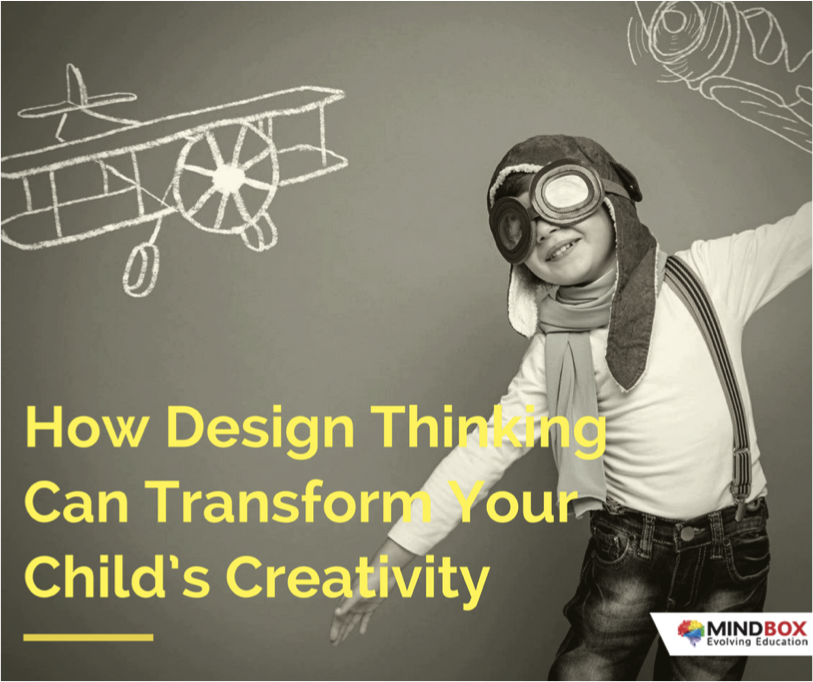 How Design Thinking
Can Transform Your
Child's Creativity
MINDBOX
Evolving Education